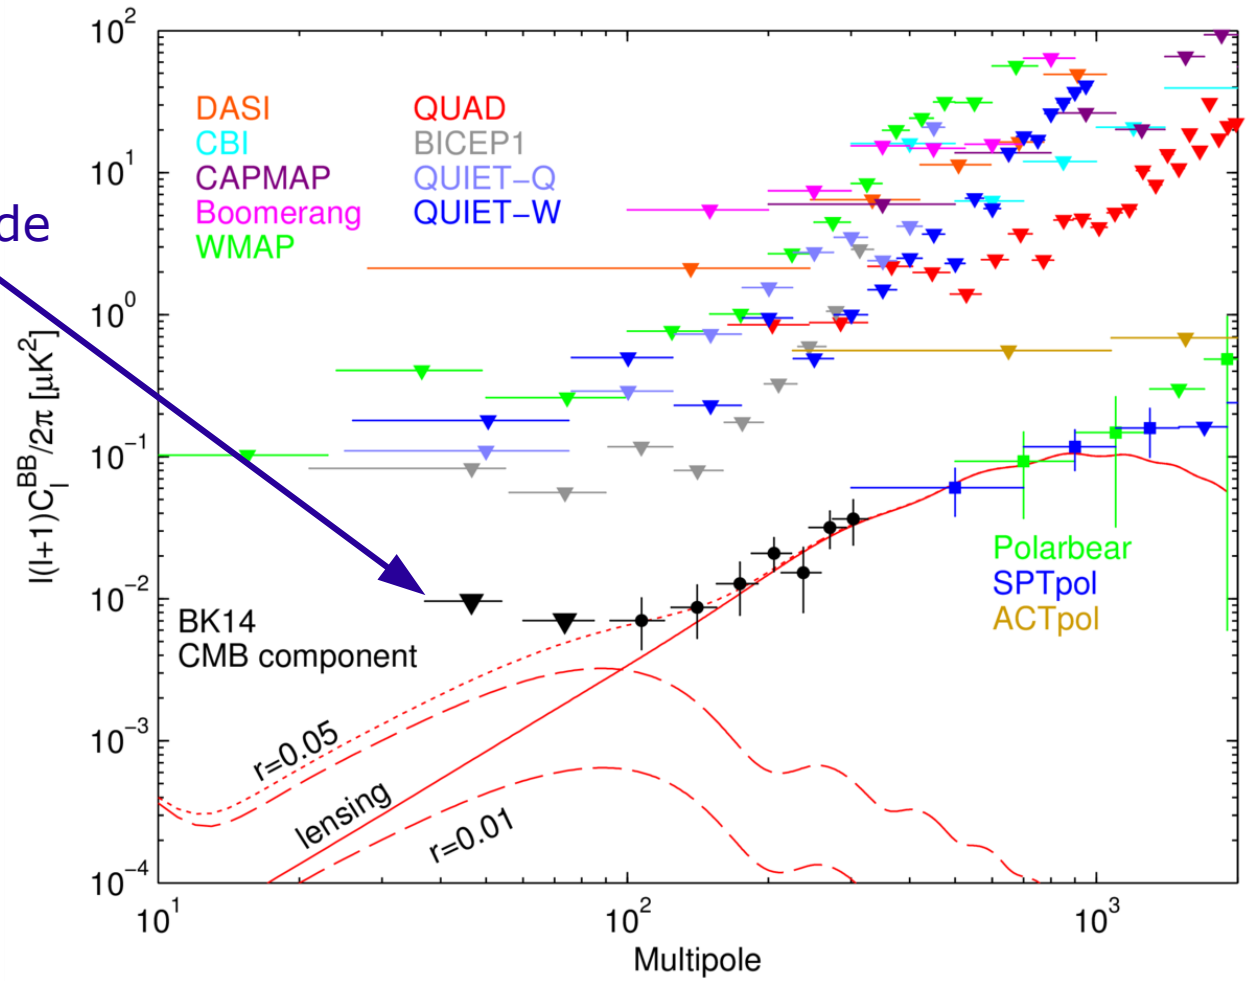 10²
10¹
10⁰
10⁻¹
10⁻²
10⁻³
10⁻⁴
l(l+1)C_l^BB/2π [μK²]
de
DASI
CBI
CAPMAP
Boomerang
WMAP
QUAD
BICEP1
QUIET−Q
QUIET−W
Polarbear
SPTpol
ACTpol
BK14
CMB component
r=0.05
lensing
r=0.01
10¹ 10² 10³
Multipole